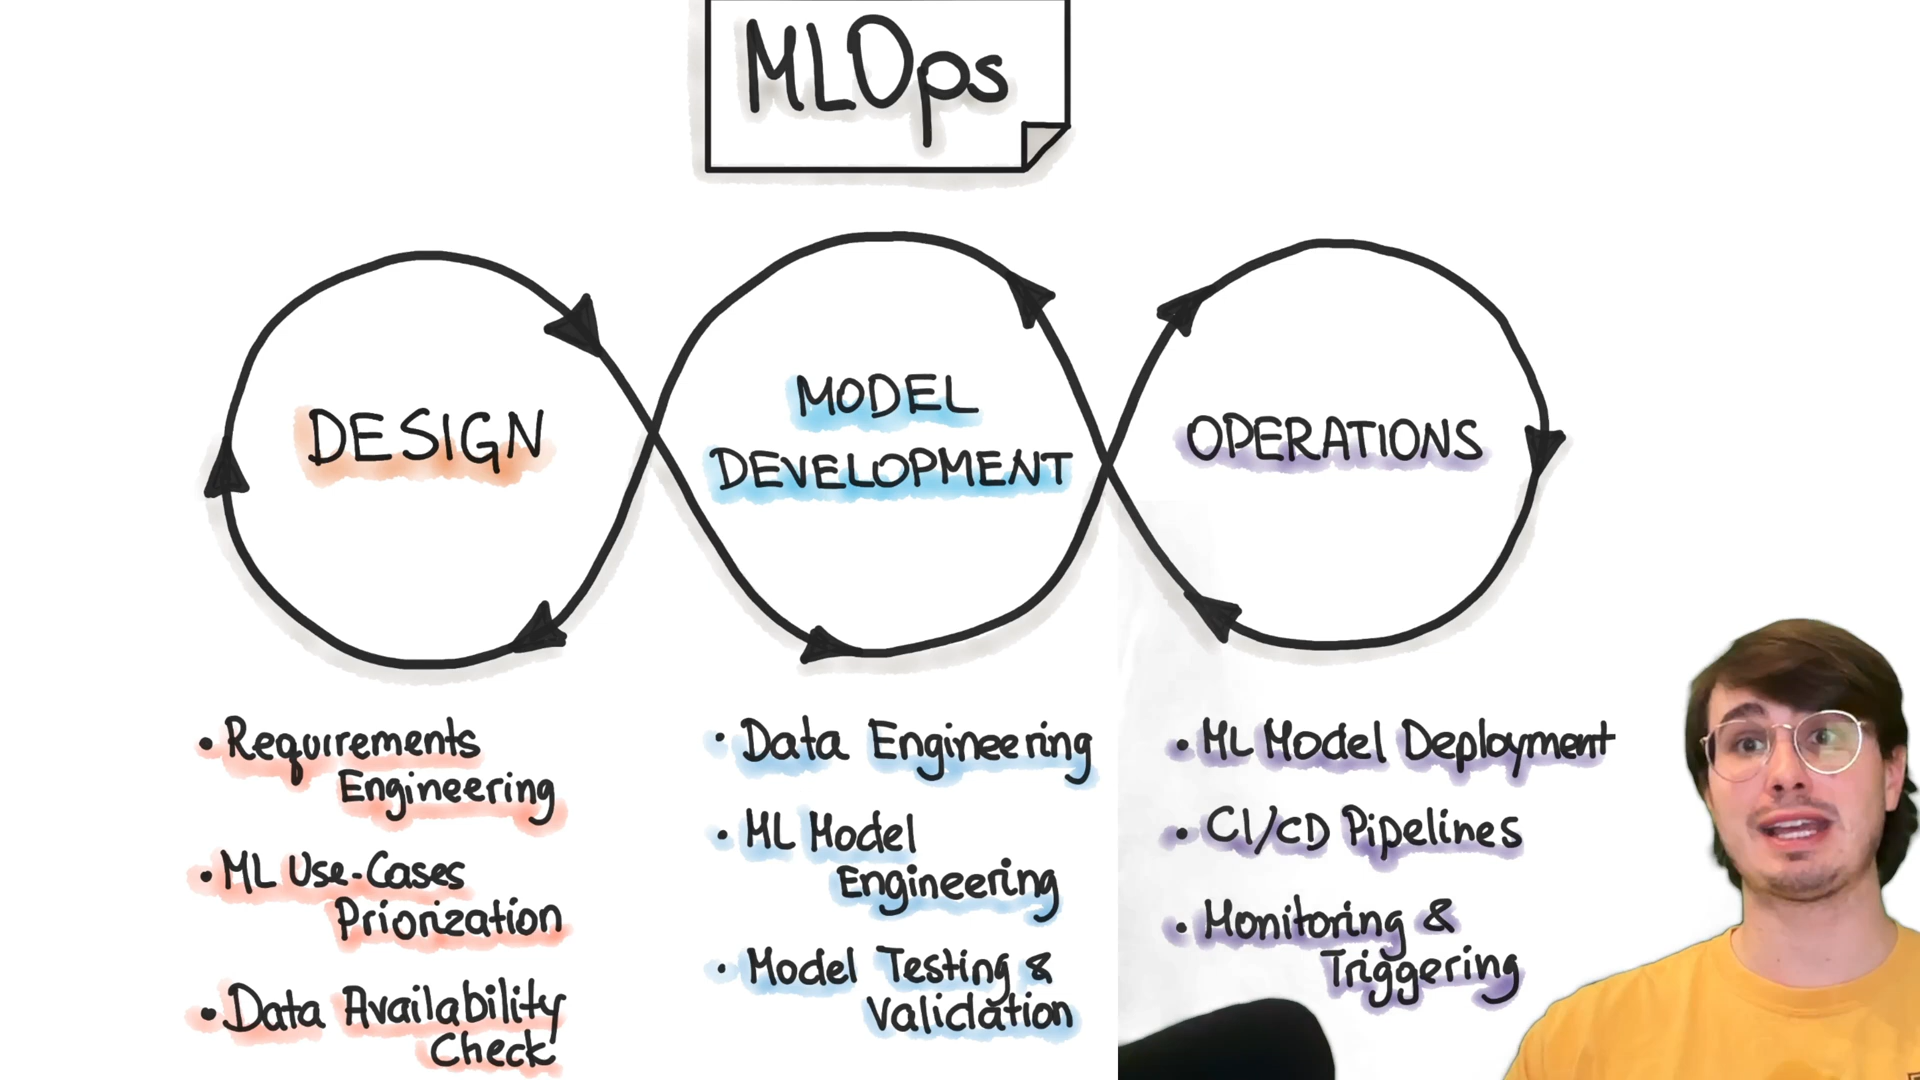 MLOps
DESIGN
MODEL
DEVELOPMENT
OPERATIONS
• Requirements
Engineering
• ML Use-Cases
Priorization
• Data Availability
Check
• Data Engineering
• ML Model
Engineering
• Model Testing &
Validation
• ML Model Deployment
• CI/CD Pipelines
• Monitoring &
Triggering